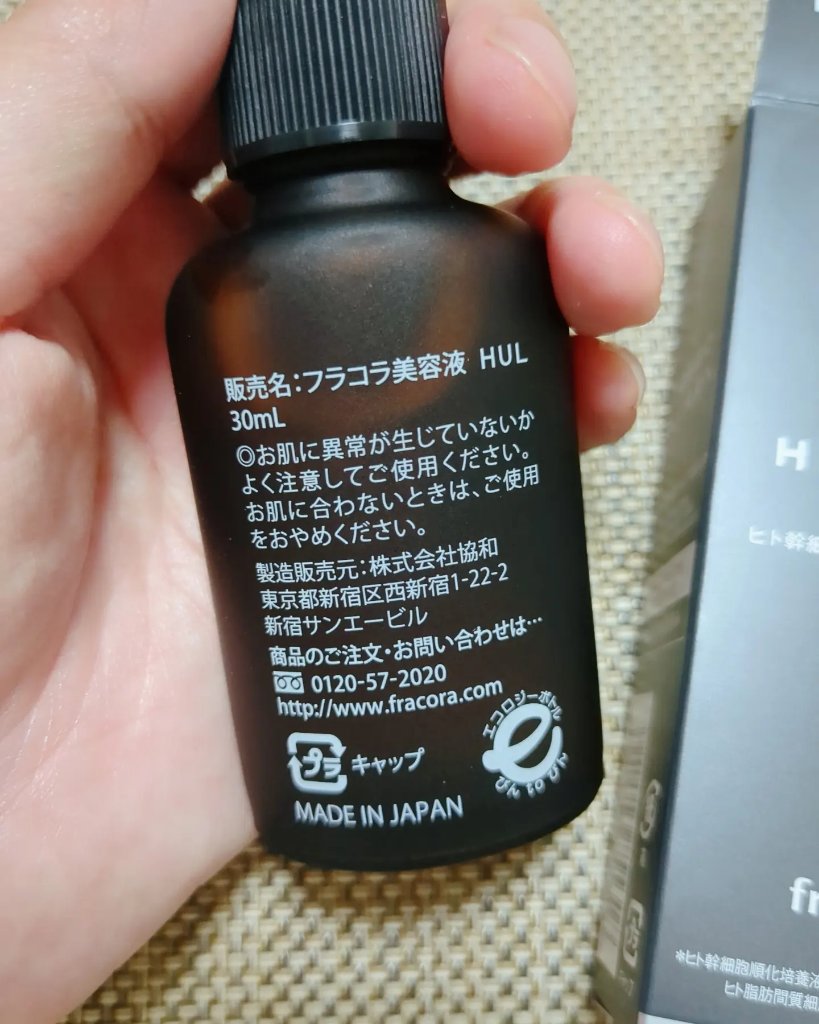 販売名:フラコラ美容液 HUL
30mL
◎お肌に異常が生じていないか
よく注意してご使用ください。
お肌に合わないときは、ご使用
をおやめください。
製造販売元:株式会社協和
東京都新宿区西新宿1-22-2
新宿サンエービル
商品のご注文・お問い合わせは…
0120-57-2020
http://www.fracora.com
プラ キャップ
エコロジーボトル
びん to びん
MADE IN JAPAN
H
ヒト幹細
fr
*ヒト幹細胞順化培養液
ヒト脂肪間質細